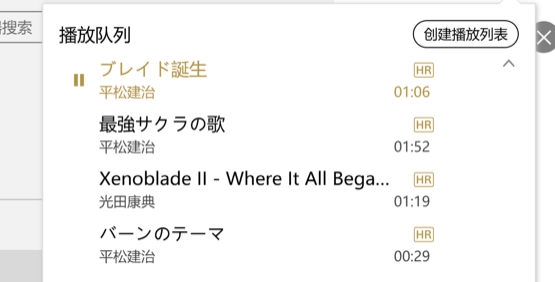 搜索
播放队列
创建播放列表
ブレイド誕生
HR
平松建治
01:06
最強サクラの歌
HR
平松建治
01:52
Xenoblade II - Where It All Bega...
HR
光田康典
01:19
バーンのテーマ
HR
平松建治
00:29